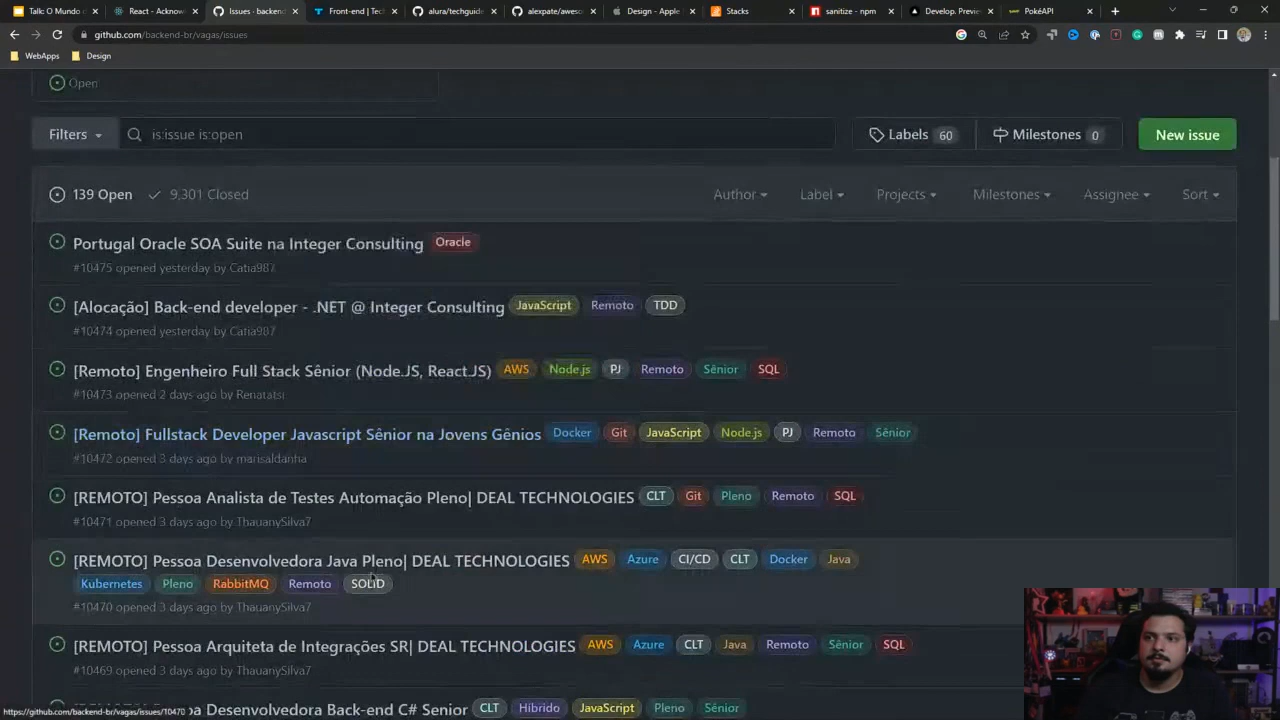 Talk: O Mundo
React - Acknow
Issues · backend
Front-end | Tech
alura/techguide
alexpate/aweso
Design - Apple
Stacks
sanitize - npm
Develop. Previe
PokéAPI
github.com/backend-br/vagas/issues
WebApps
Design
Open
Filters
is:issue is:open
Labels 60
Milestones 0
New issue
139 Open
9,301 Closed
Author
Label
Projects
Milestones
Assignee
Sort
Portugal Oracle SOA Suite na Integer Consulting Oracle
#10475 opened yesterday by Catia987
[Alocação] Back-end developer - .NET @ Integer Consulting JavaScript Remoto TDD
#10474 opened yesterday by Catia987
[Remoto] Engenheiro Full Stack Sênior (Node.JS, React.JS) AWS Node.js PJ Remoto Sênior SQL
#10473 opened 2 days ago by Renatatsi
[Remoto] Fullstack Developer Javascript Sênior na Jovens Gênios Docker Git JavaScript Node.js PJ Remoto Sênior
#10472 opened 3 days ago by marisaldanha
[REMOTO] Pessoa Analista de Testes Automação Pleno| DEAL TECHNOLOGIES CLT Git Pleno Remoto SQL
#10471 opened 3 days ago by ThauanySilva7
[REMOTO] Pessoa Desenvolvedora Java Pleno| DEAL TECHNOLOGIES AWS Azure CI/CD CLT Docker Java
Kubernetes Pleno RabbitMQ Remoto SOLID
#10470 opened 3 days ago by ThauanySilva7
[REMOTO] Pessoa Arquiteta de Integrações SR| DEAL TECHNOLOGIES AWS Azure CLT Java Remoto Sênior SQL
#10469 opened 3 days ago by ThauanySilva7
https://github.com/backend-br/vagas/issues/10470
Desenvolvedora Back-end C# Senior CLT Híbrido JavaScript Pleno Sênior